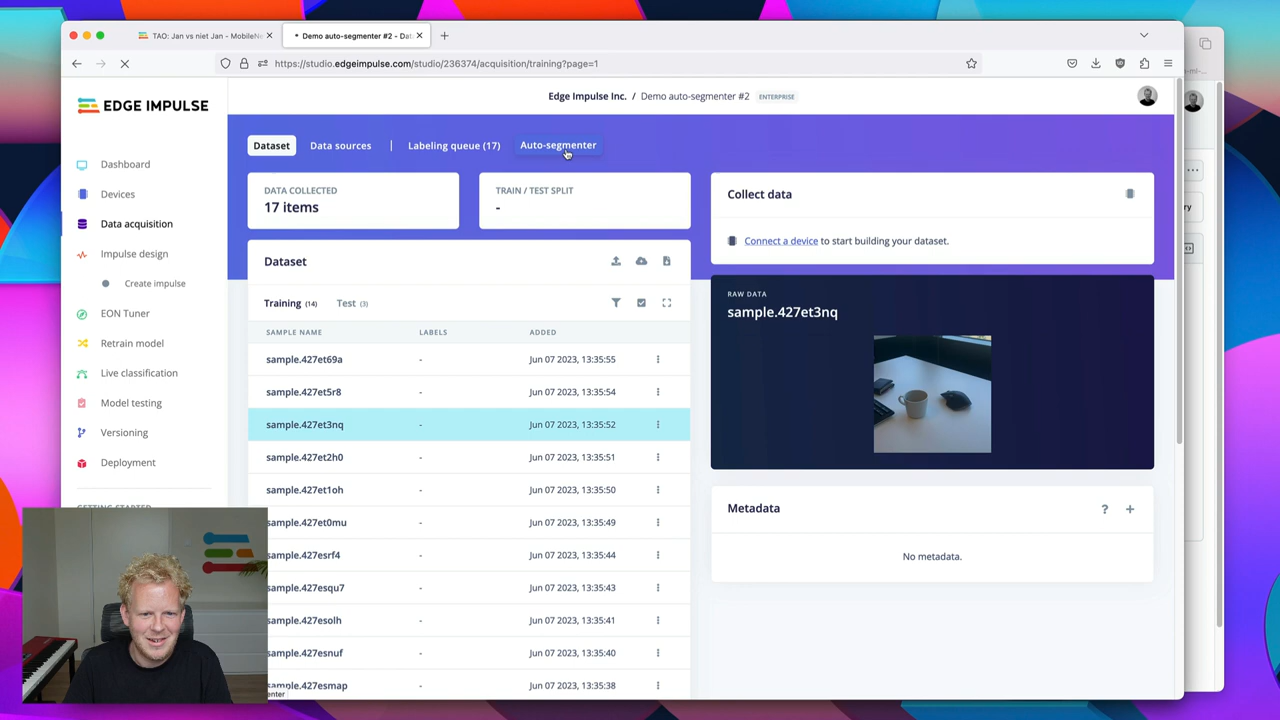 TAO: Jan vs niet Jan - MobileNe
Demo auto-segmenter #2 - Dat
https://studio.edgeimpulse.com/studio/236374/acquisition/training?page=1
EDGE IMPULSE
Edge Impulse Inc. / Demo auto-segmenter #2 ENTERPRISE
Dashboard
Devices
Data acquisition
Impulse design
Create impulse
EON Tuner
Retrain model
Live classification
Model testing
Versioning
Deployment
GETTING STARTED
Dataset
Data sources
Labeling queue (17)
Auto-segmenter
DATA COLLECTED
17 items
TRAIN / TEST SPLIT
-
Dataset
Training (14)
Test (3)
SAMPLE NAME LABELS ADDED
sample.427et69a - Jun 07 2023, 13:35:55
sample.427et5r8 - Jun 07 2023, 13:35:54
sample.427et3nq - Jun 07 2023, 13:35:52
sample.427et2h0 - Jun 07 2023, 13:35:51
sample.427et1oh - Jun 07 2023, 13:35:50
sample.427et0mu - Jun 07 2023, 13:35:49
sample.427esrf4 - Jun 07 2023, 13:35:44
sample.427esqu7 - Jun 07 2023, 13:35:43
sample.427esolh - Jun 07 2023, 13:35:41
sample.427esnuf - Jun 07 2023, 13:35:40
sample.427esmap - Jun 07 2023, 13:35:38
enter
Collect data
Connect a device to start building your dataset.
RAW DATA
sample.427et3nq
Metadata
?
+
No metadata.